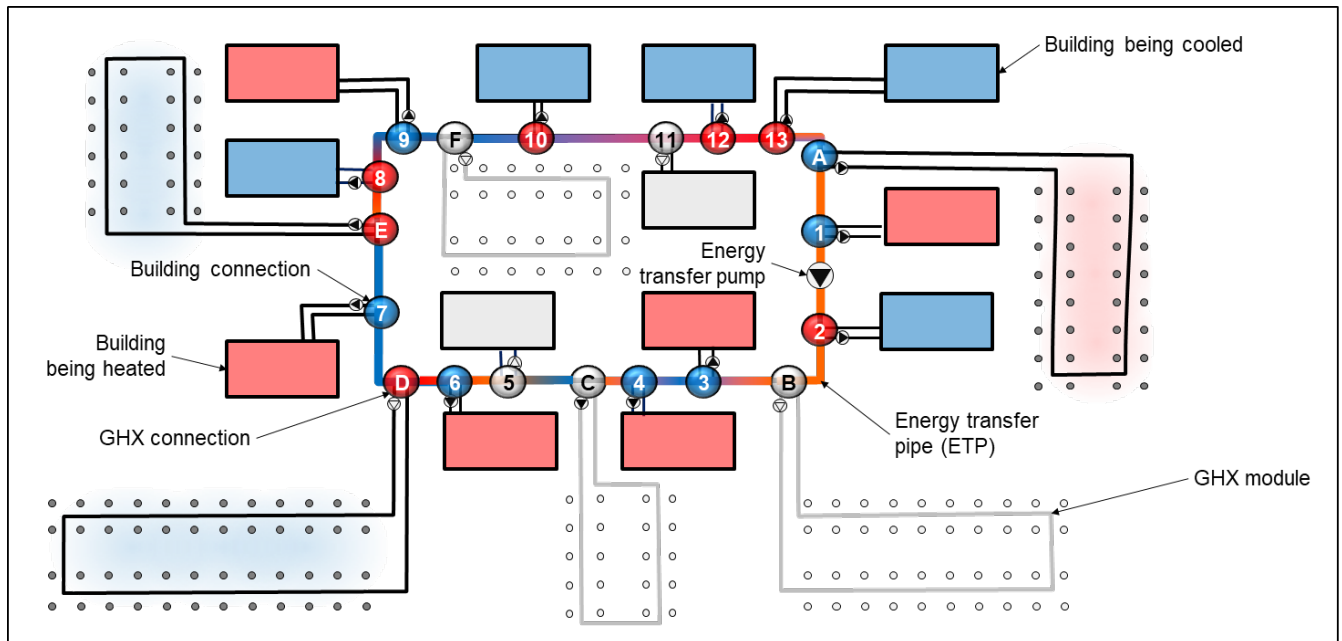 Building being cooled
9
F
10
11
12
13
A
8
E
1
Energy
transfer pump
Building connection
7
2
Building
being heated
D
6
5
C
4
3
B
GHX connection
Energy transfer
pipe (ETP)
GHX module